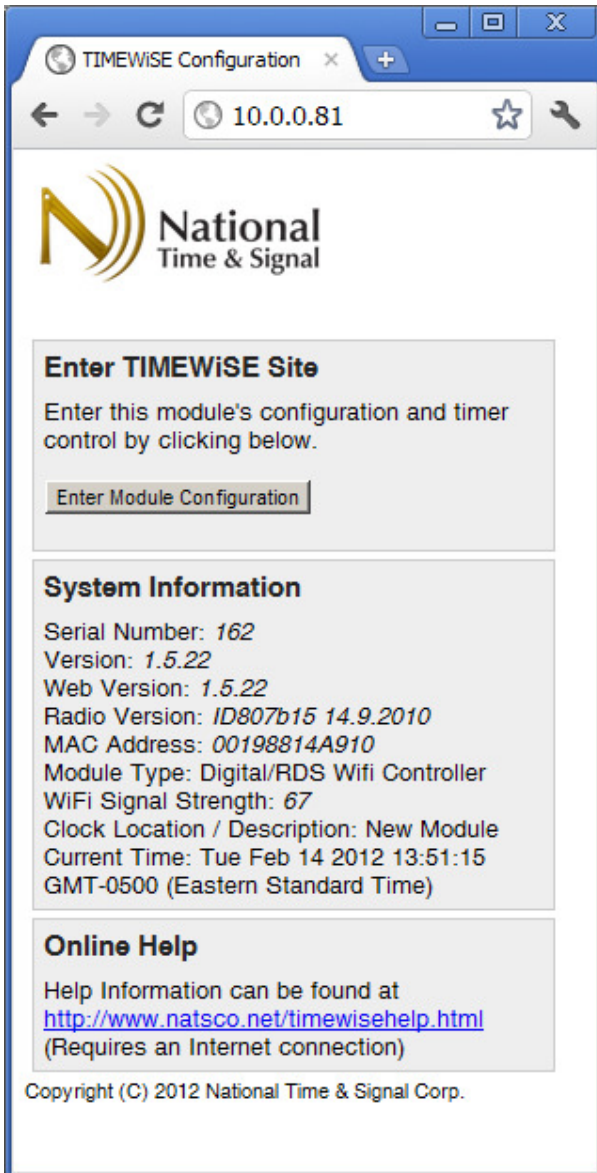 TIMEWiSE Configuration
10.0.0.81
National
Time & Signal
Enter TIMEWiSE Site
Enter this module's configuration and timer
control by clicking below.
Enter Module Configuration
System Information
Serial Number: 162
Version: 1.5.22
Web Version: 1.5.22
Radio Version: ID807b15 14.9.2010
MAC Address: 00198814A910
Module Type: Digital/RDS Wifi Controller
WiFi Signal Strength: 67
Clock Location / Description: New Module
Current Time: Tue Feb 14 2012 13:51:15
GMT-0500 (Eastern Standard Time)
Online Help
Help Information can be found at
http://www.natsco.net/timewisehelp.html
(Requires an Internet connection)
Copyright (C) 2012 National Time & Signal Corp.